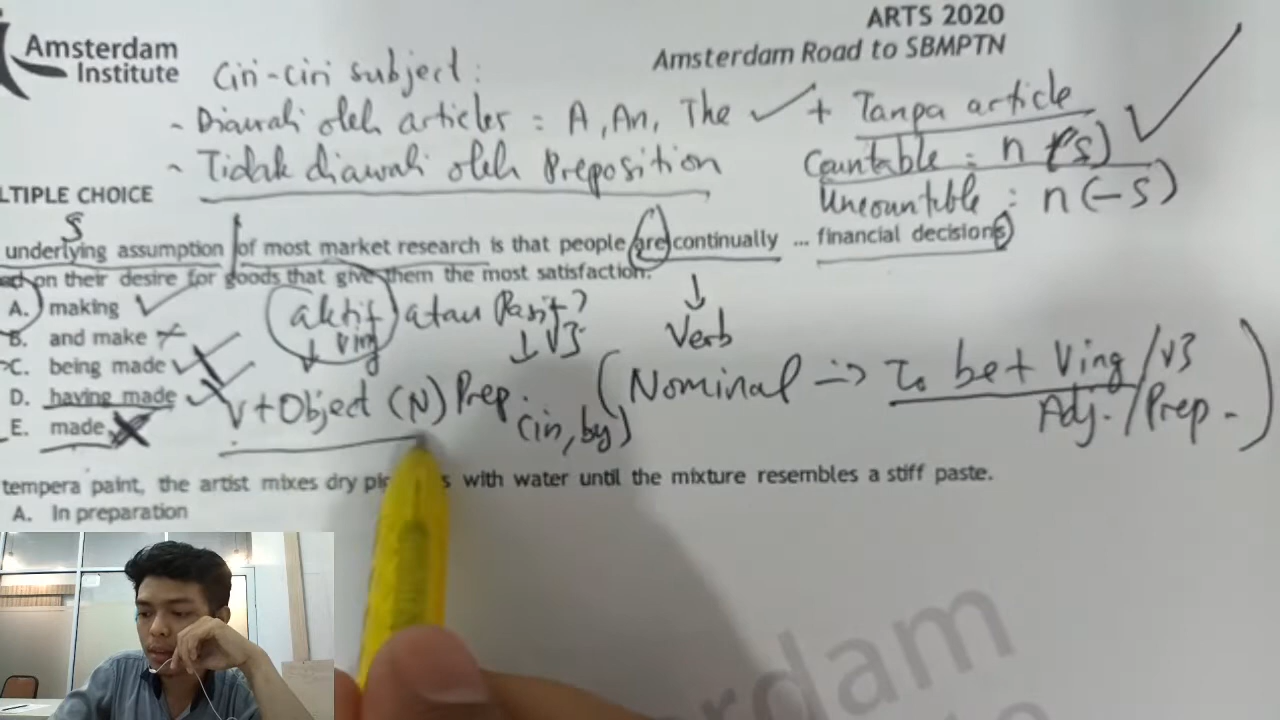 ARTS 2020
Amsterdam Institute
Amsterdam Road to SBMPTN
Ciri-ciri subject :
- Diawali oleh articles : A, An, The ✓ + Tanpa article
- Tidak diawali oleh Preposition
Countable : n (s)
Uncountable : n (-s)
LTIPLE CHOICE
S
underlying assumption of most market research is that people are continually ... financial decisions
ed on their desire for goods that give them the most satisfaction.
A. making
B. and make
C. being made
D. having made
E. made
aktif atau Pasif?
Ving
V3
Verb
V + Object (N)
Prep.
(in, by)
(Nominal => To be + Ving / V3
Adj. / Prep.)
tempera paint, the artist mixes dry pi s with water until the mixture resembles a stiff paste.
A. In preparation